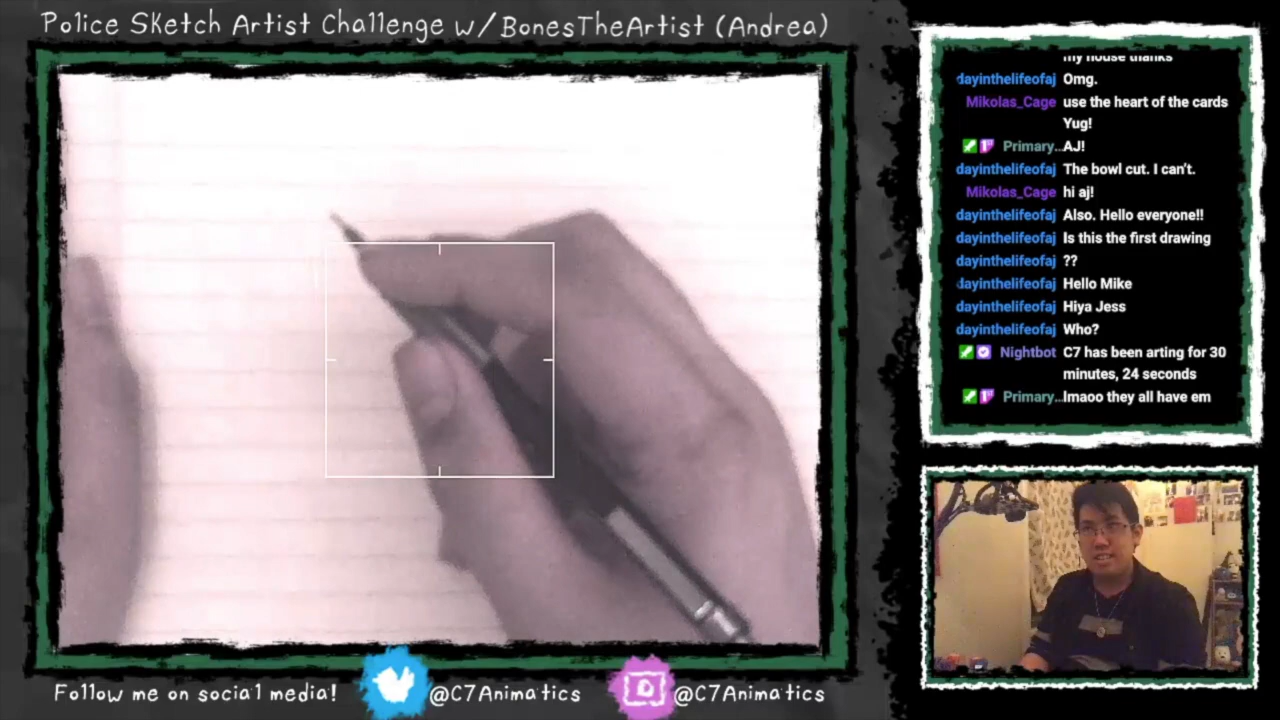 Police Sketch Artist Challenge w/BonesTheArtist (Andrea)
my house thanks
dayinthelifeofaj Omg.
Mikolas_Cage use the heart of the cards
Yug!
Primary... AJ!
dayinthelifeofaj The bowl cut. I can't.
Mikolas_Cage hi aj!
dayinthelifeofaj Also. Hello everyone!!
dayinthelifeofaj Is this the first drawing
dayinthelifeofaj ??
dayinthelifeofaj Hello Mike
dayinthelifeofaj Hiya Jess
dayinthelifeofaj Who?
Nightbot C7 has been arting for 30
minutes, 24 seconds
Primary... lmaoo they all have em
Follow me on social media! @C7Animatics @C7Animatics